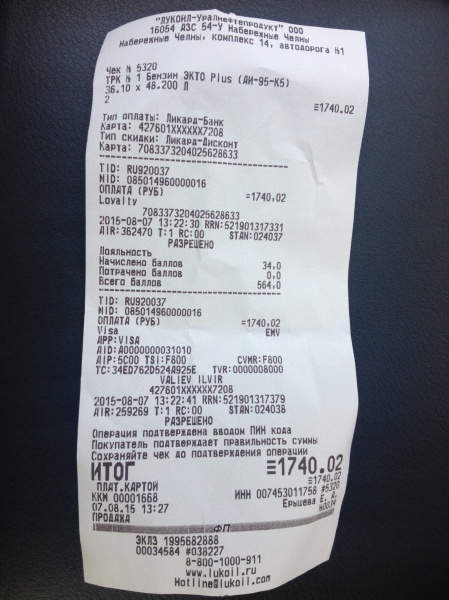 "ЛУКОЙЛ-Уралнефтепродукт" ООО
16054 АЗС 54-У Набережные Челны
Набережные Челны, комплекс 14, автодорога №1
Чек № 5320
ТРК № 1 Бензин ЭКТО Plus (АИ-95-К5)
36.10 x 48.200 Л
2 ≡1740.02
Тип оплаты: Ликард-Банк
Карта: 427601XXXXXX7208
Тип скидки: Ликард-Дисконт
Карта: 7083373204025628633
TID: RU920037
MID: 085014960000016
ОПЛАТА (РУБ) =1740.02
Loyalty
7083373204025628633
2015-08-07 13:22:30 RRN:521901317331
AIR:362470 T:1 RC:00 STAN:024037
РАЗРЕШЕНО
Лояльность
Начислено баллов 34.0
Потрачено баллов 0.0
Всего баллов 564.0
TID: RU920037
MID: 085014960000016
ОПЛАТА (РУБ) =1740.02
Visa EMV
APP:VISA
AID:A0000000031010
AIP:5C00 TSI:F800 CVMR:F800
TC:34ED762D524A925E TVR:0000008000
VALIEV ILVIR
427601XXXXXX7208
2015-08-07 13:22:41 RRN:521901317379
AIR:259269 T:1 RC:00 STAN:024038
РАЗРЕШЕНО
Операция подтверждена вводом ПИН кода
Покупатель подтверждает правильность суммы
Сохраняйте чек до подтверждения операции
ИТОГ ≡1740.02
ПЛАТ.КАРТОЙ ≡1740.02
ККМ 00001668 ИНН 007453011758 #5320
07.08.15 13:27 Ерышева Е. А.
ПРОДАЖА №0034
ФП
ЭКЛЗ 1995682888
00034584 #038227
8-800-1000-911
www.lukoil.ru
Hotline@lukoil.com